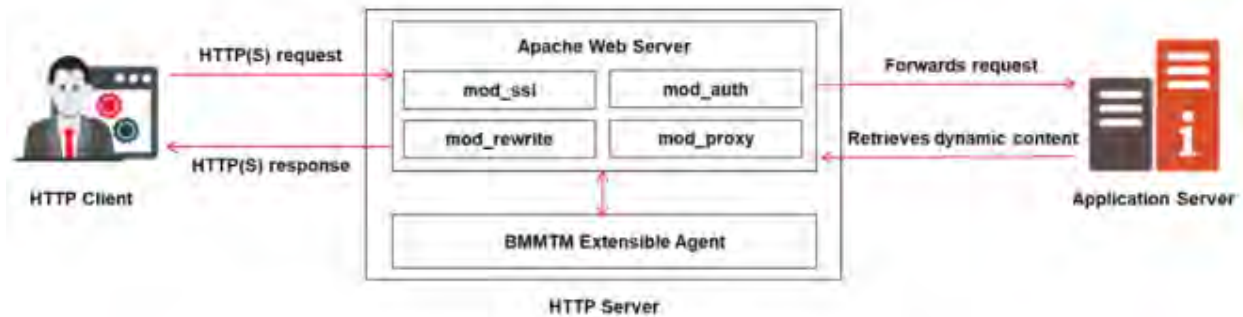 Apache Web Server
HTTP(S) request
Forwards request
mod_ssi
mod_auth
mod_rewrite
mod_proxy
Retrieves dynamic content
HTTP(S) response
HTTP Client
Application Server
BMMTM Extensible Agent
HTTP Server